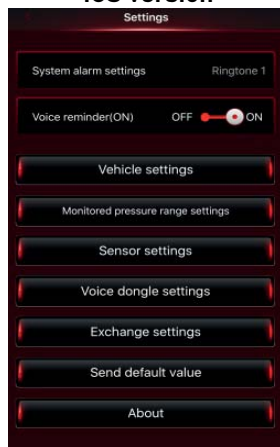 Settings
System alarm settings Ringtone 1
Voice reminder(ON) OFF ON
Vehicle settings
Monitored pressure range settings
Sensor settings
Voice dongle settings
Exchange settings
Send default value
About